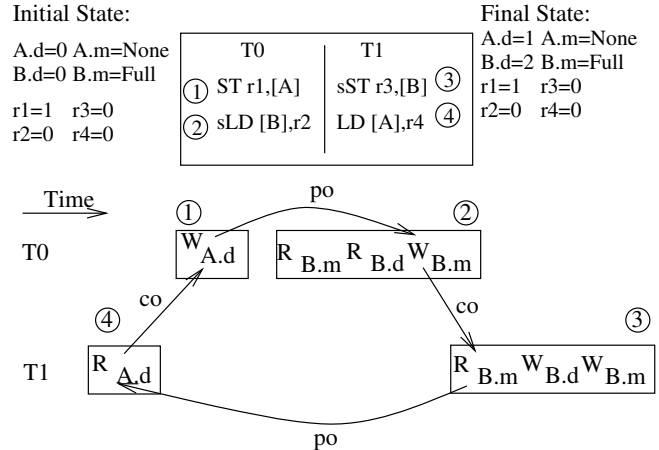 Initial State:
A.d=0 A.m=None
B.d=0 B.m=Full
r1=1 r3=0
r2=0 r4=0
T0 T1
1 ST r1,[A] sST r3,[B] 3
2 sLD [B],r2 LD [A],r4 4
Final State:
A.d=1 A.m=None
B.d=2 B.m=Full
r1=1 r3=0
r2=0 r4=0
Time
po
1 2
T0 W A.d R B.m R B.d W B.m
co co
4 3
T1 R A.d R B.m W B.d W B.m
po